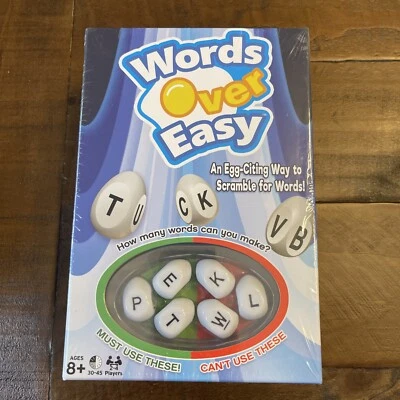 Words
Over
Easy
An Egg-Citing Way to
Scramble for Words!
T U C K V B
How many words can you make?
E K
P L
T W
MUST USE THESE! CAN'T USE THESE
AGES
8+
30-45
2-4
Players